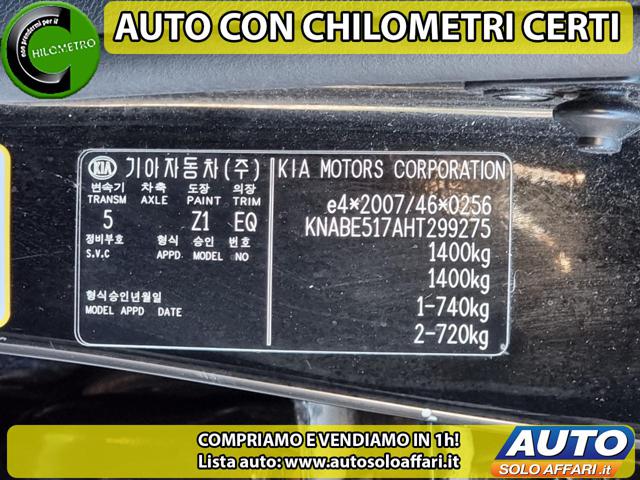 AUTO CON CHILOMETRI CERTI
non prendermi per il
CHILOMETRO
KIA 기아자동차(주) KIA MOTORS CORPORATION
변속기 차축 도장 의장
TRANSM AXLE PAINT TRIM
5 Z1 EQ
정비부호 형식 승인 번호
S.V.C APPD MODEL NO
형식승인년월일
MODEL APPD DATE
e4*2007/46*0256
KNABE517AHT299275
1400kg
1400kg
1-740kg
2-720kg
COMPRIAMO E VENDIAMO IN 1h!
Lista auto: www.autosoloaffari.it
AUTO
SOLO AFFARI.it